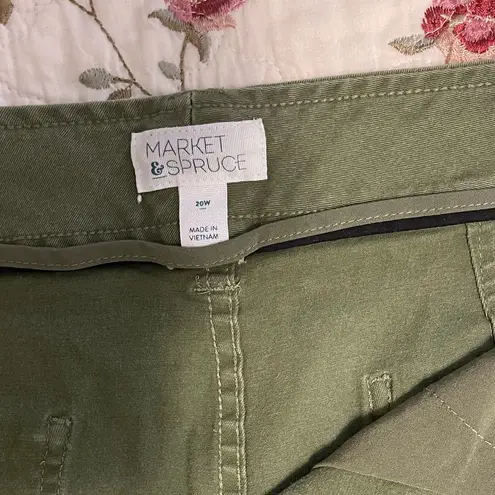 MARKET
&SPRUCE
20W
MADE IN
VIETNAM